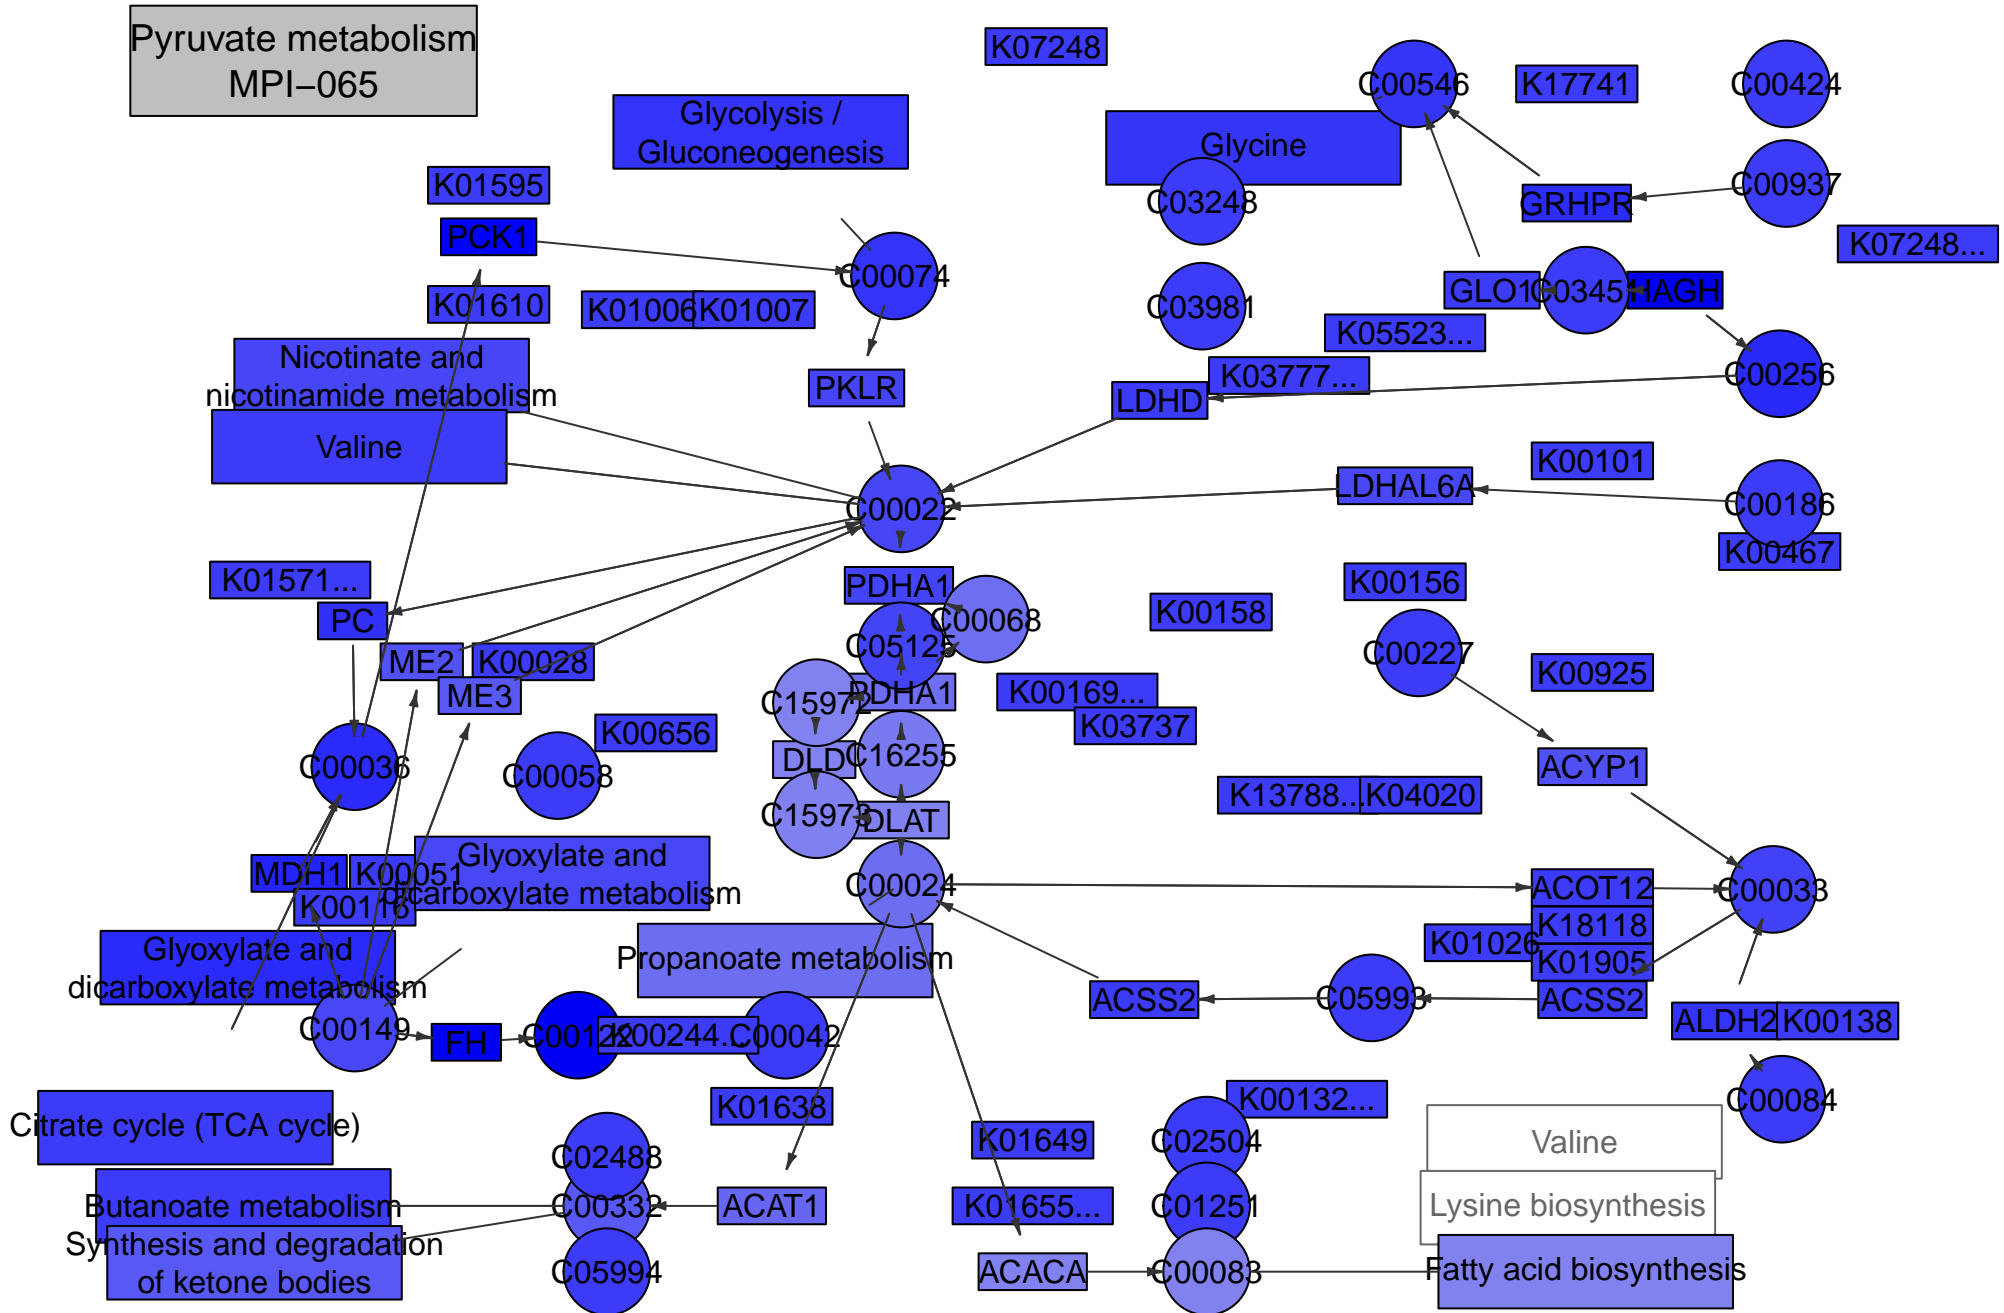 Pyruvate metabolism
MPI−065
K07248
C00546
K17741
C00424
Glycolysis /
Gluconeogenesis
Glycine
K01595
C03248
GRHPR
C00937
PCK1
K07248...
C00074
K01610
K01006
K01007
C03981
GLO1
C03451
HAGH
K05523...
Nicotinate and
nicotinamide metabolism
PKLR
K03777...
LDHD
C00256
Valine
K00101
LDHAL6A
C00186
C00022
K00467
K01571...
PDHA1
K00156
PC
C00068
K00158
C05125
C00227
ME2
K00028
ME3
PDHA1
K00169...
K00925
C15972
K03737
K00656
C00036
C00058
DLD
C16255
ACYP1
K13788...
K04020
C15973
DLAT
MDH1
K00051
Glyoxylate and
dicarboxylate metabolism
C00024
ACOT12
C00033
K00116
K18118
K01026
Glyoxylate and
dicarboxylate metabolism
Propanoate metabolism
K01905
ACSS2
C05993
ACSS2
C00149
FH
C00122
K00244...
C00042
ALDH2
K00138
K01638
K00132...
C00084
Citrate cycle (TCA cycle)
C02488
K01649
C02504
Valine
Butanoate metabolism
C00332
ACAT1
K01655...
C01251
Lysine biosynthesis
Synthesis and degradation
of ketone bodies
C05994
ACACA
C00083
Fatty acid biosynthesis